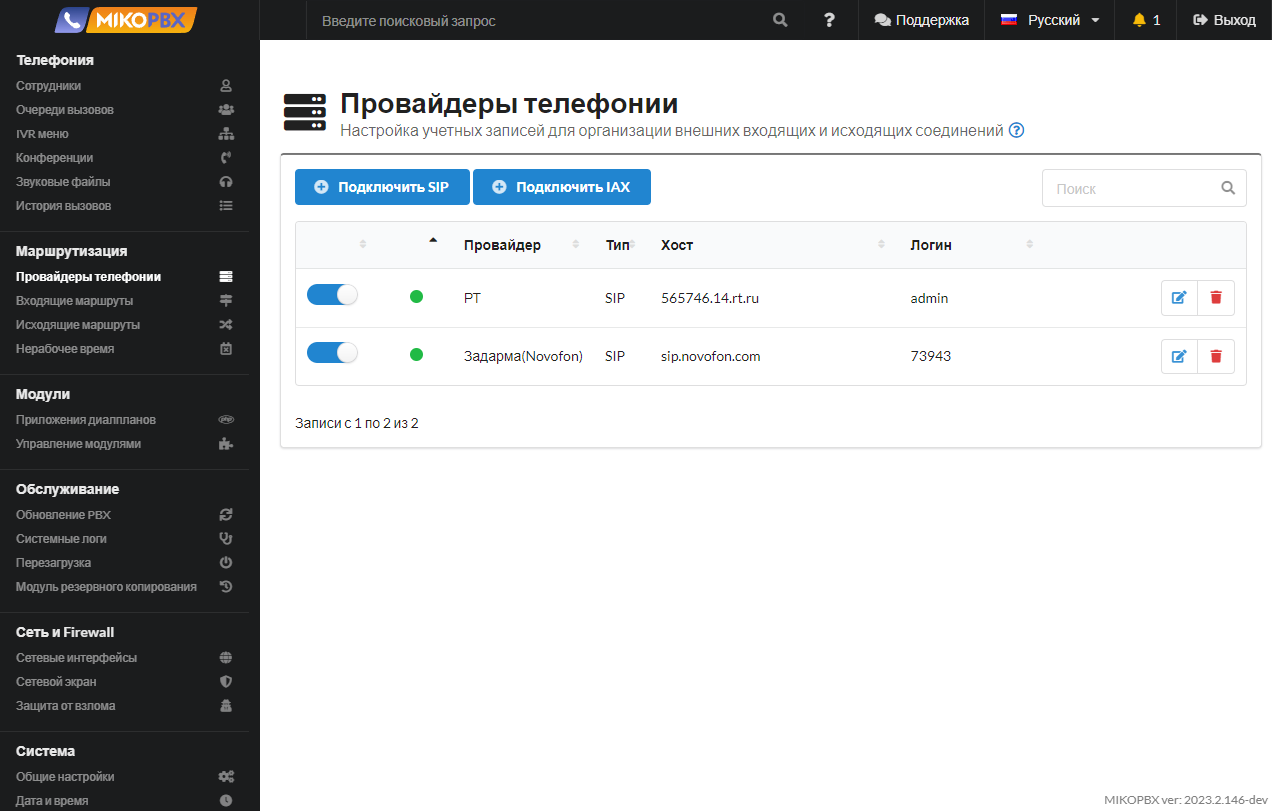 MIKOPBX
Введите поисковый запрос
?
Поддержка
Русский
1
Выход
Телефония
Сотрудники
Очереди вызовов
IVR меню
Конференции
Звуковые файлы
История вызовов
Маршрутизация
Провайдеры телефонии
Входящие маршруты
Исходящие маршруты
Нерабочее время
Модули
Приложения диалпланов
Управление модулями
Обслуживание
Обновление PBX
Системные логи
Перезагрузка
Модуль резервного копирования
Сеть и Firewall
Сетевые интерфейсы
Сетевой экран
Защита от взлома
Система
Общие настройки
Дата и время
Провайдеры телефонии
Настройка учетных записей для организации внешних входящих и исходящих соединений ?
Подключить SIP
Подключить IAX
Поиск
Провайдер Тип Хост Логин
РТ SIP 565746.14.rt.ru admin
Задарма(Novofon) SIP sip.novofon.com 73943
Записи с 1 по 2 из 2
MIKOPBX ver: 2023.2.146-dev